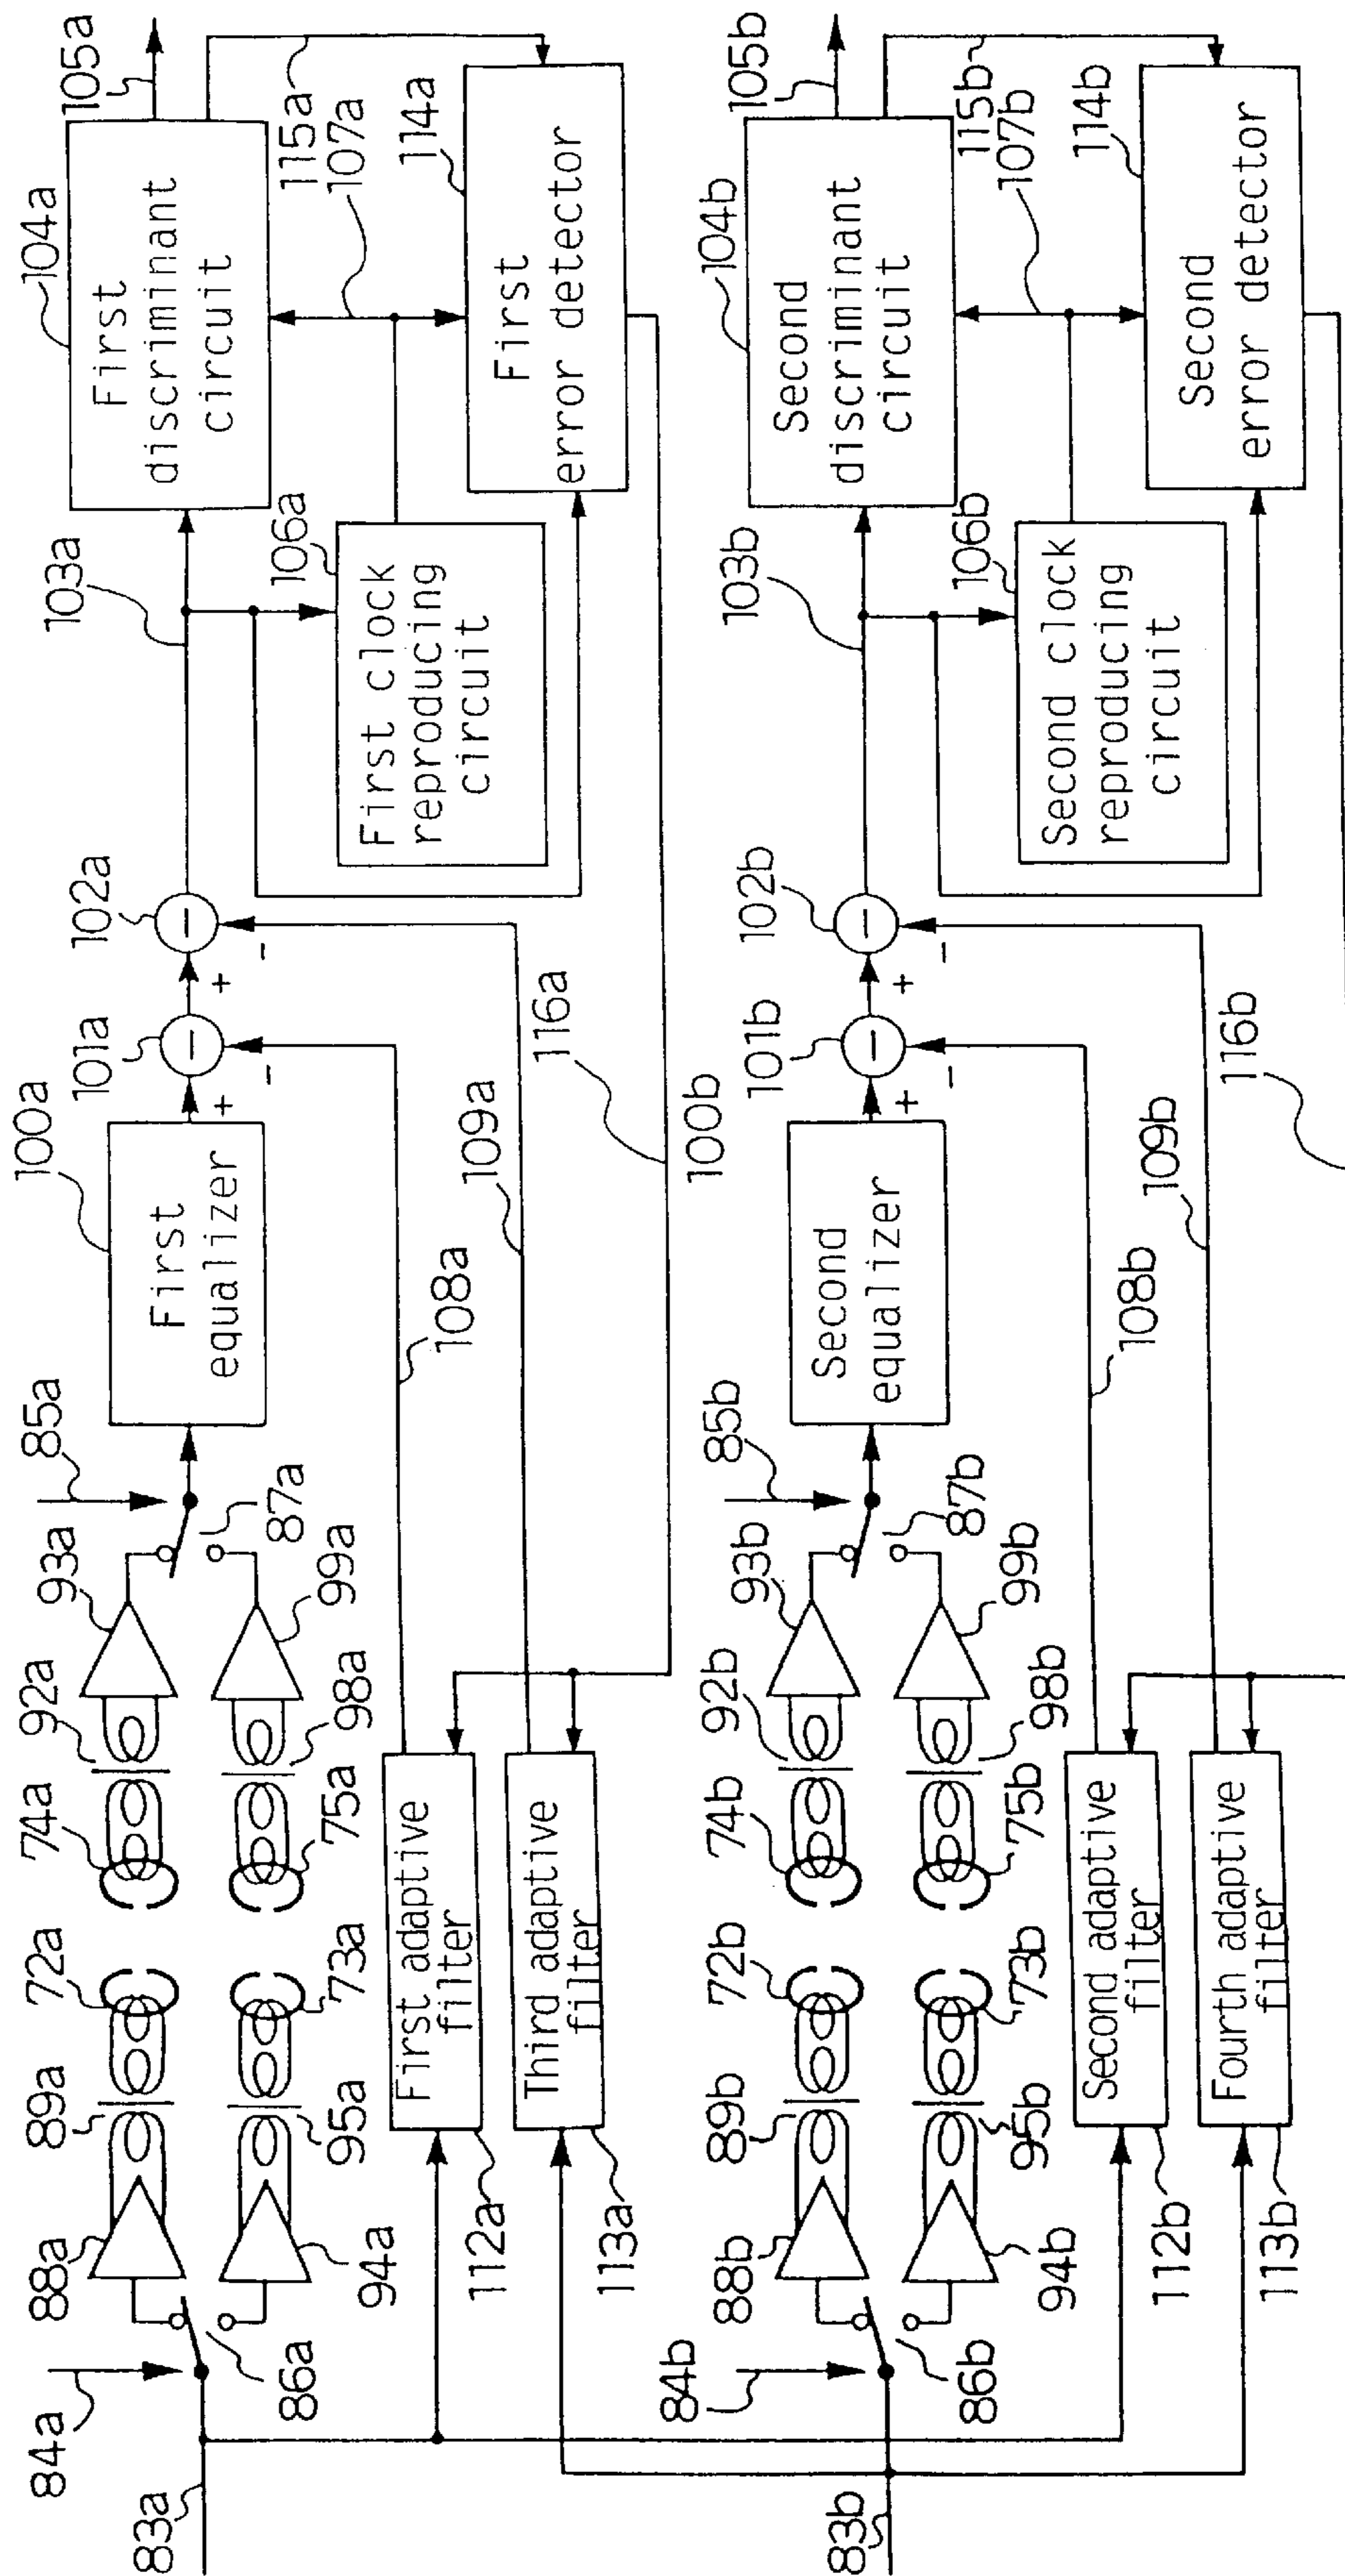 83a
84a
86a
88a
94a
89a
95a
72a
73a
74a
75a
92a
98a
93a
99a
87a
85a
100a
First
equalizer
101a
+
−
−
102a
+
−
−
103a
104a
First
discriminant
circuit
105a
106a
First clock
reproducing
circuit
107a
115a
114a
First
error detector
108a
109a
116a
112a
First adaptive
filter
113a
Third adaptive
filter
83b
84b
86b
88b
94b
89b
95b
72b
73b
74b
75b
92b
98b
93b
99b
87b
85b
100b
Second
equalizer
101b
+
−
−
102b
+
−
−
103b
104b
Second
discriminant
circuit
105b
106b
Second clock
reproducing
circuit
107b
115b
114b
Second
error detector
108b
109b
116b
112b
Second adaptive
filter
113b
Fourth adaptive
filter